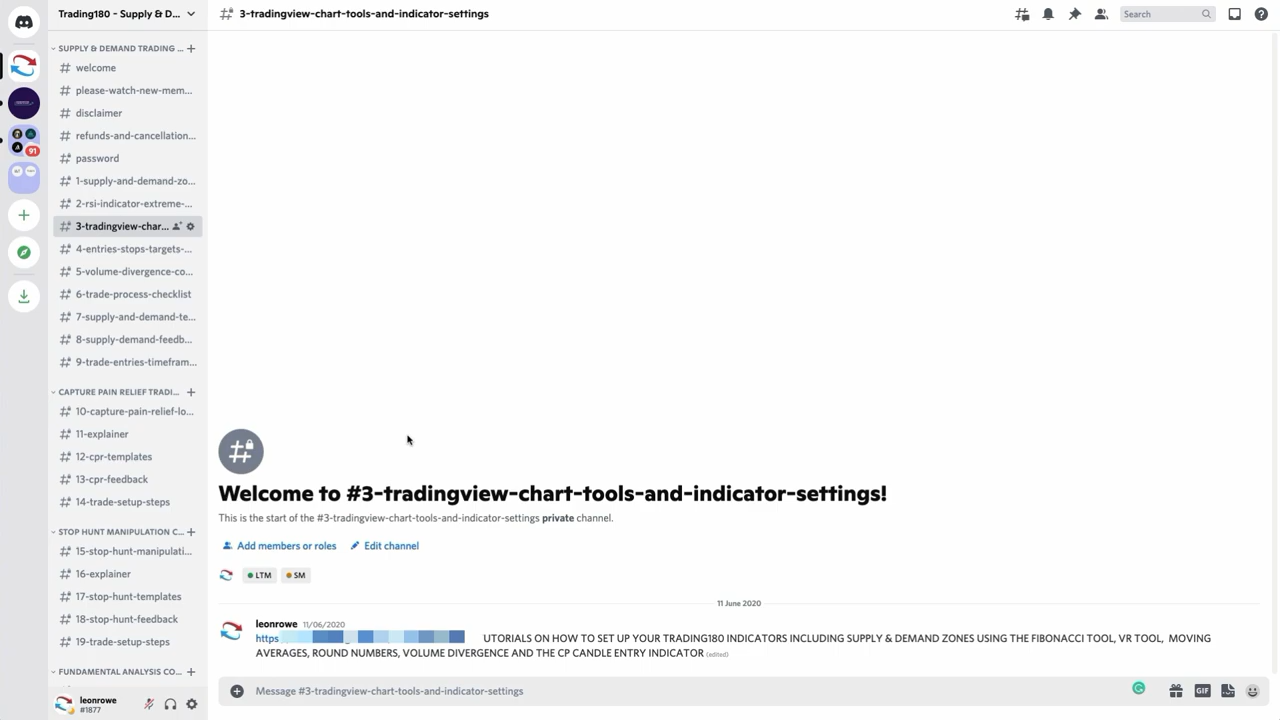 Trading180 - Supply & D...
3-tradingview-chart-tools-and-indicator-settings
Search
SUPPLY & DEMAND TRADING ...
welcome
please-watch-new-mem...
disclaimer
refunds-and-cancellation...
password
1-supply-and-demand-zo...
2-rsi-indicator-extreme-...
3-tradingview-char...
4-entries-stops-targets-...
5-volume-divergence-co...
6-trade-process-checklist
7-supply-and-demand-te...
8-supply-demand-feedb...
9-trade-entries-timefram...
CAPTURE PAIN RELIEF TRADI...
10-capture-pain-relief-lo...
11-explainer
12-cpr-templates
13-cpr-feedback
14-trade-setup-steps
STOP HUNT MANIPULATION C...
15-stop-hunt-manipulati...
16-explainer
17-stop-hunt-templates
18-stop-hunt-feedback
19-trade-setup-steps
FUNDAMENTAL ANALYSIS CO...
leonrowe
#1877
91
Welcome to #3-tradingview-chart-tools-and-indicator-settings!
This is the start of the #3-tradingview-chart-tools-and-indicator-settings private channel.
Add members or roles Edit channel
LTM SM
11 June 2020
leonrowe 11/06/2020
https UTORIALS ON HOW TO SET UP YOUR TRADING180 INDICATORS INCLUDING SUPPLY & DEMAND ZONES USING THE FIBONACCI TOOL, VR TOOL, MOVING
AVERAGES, ROUND NUMBERS, VOLUME DIVERGENCE AND THE CP CANDLE ENTRY INDICATOR (edited)
Message #3-tradingview-chart-tools-and-indicator-settings
GIF